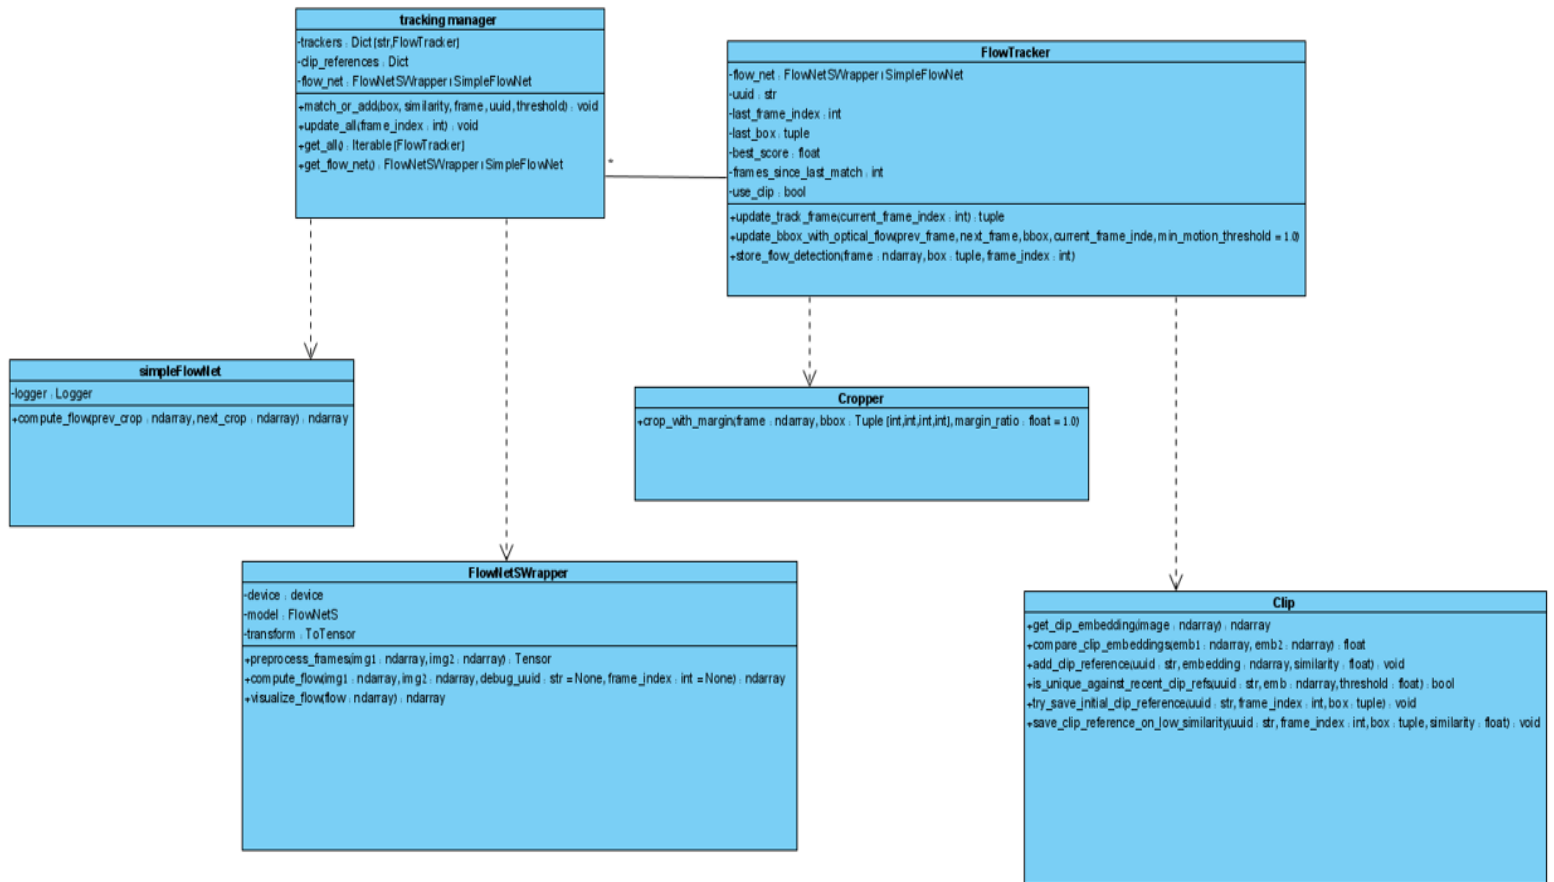 tracking manager
-trackers : Dict[str,FlowTracker]
-clip_references : Dict
-flow_net : FlowNetSWrapper | SimpleFlowNet
+match_or_add(box, similarity, frame, uuid, threshold) : void
+update_all(frame_index : int) : void
+get_all() : Iterable[FlowTracker]
+get_flow_net() : FlowNetSWrapper | SimpleFlowNet
*
FlowTracker
-flow_net : FlowNetSWrapper | SimpleFlowNet
-uuid : str
-last_frame_index : int
-last_box : tuple
-best_score : float
-frames_since_last_match : int
-use_clip : bool
+update_track_frame(current_frame_index : int) : tuple
+update_bbox_with_optical_flow(prev_frame, next_frame, bbox, current_frame_inde, min_motion_threshold = 1.0)
+store_flow_detection(frame : ndarray, box : tuple, frame_index : int)
simpleFlowNet
-logger : Logger
+compute_flow(prev_crop : ndarray, next_crop : ndarray) : ndarray
Cropper
+crop_with_margin(frame : ndarray, bbox : Tuple[int,int,int,int], margin_ratio : float = 1.0)
FlowNetSWrapper
-device : device
-model : FlowNetS
-transform : ToTensor
+preprocess_frames(img1 : ndarray, img2 : ndarray) : Tensor
+compute_flow(img1 : ndarray, img2 : ndarray, debug_uuid : str = None, frame_index : int = None) : ndarray
+visualize_flow(flow : ndarray) : ndarray
Clip
+get_clip_embedding(image : ndarray) : ndarray
+compare_clip_embeddings(emb1 : ndarray, emb2 : ndarray) : float
+add_clip_reference(uuid : str, embedding : ndarray, similarity : float) : void
+is_unique_against_recent_clip_refs(uuid : str, emb : ndarray, threshold : float) : bool
+try_save_initial_clip_reference(uuid : str, frame_index : int, box : tuple) : void
+save_clip_reference_on_low_similarity(uuid : str, frame_index : int, box : tuple, similarity : float) : void